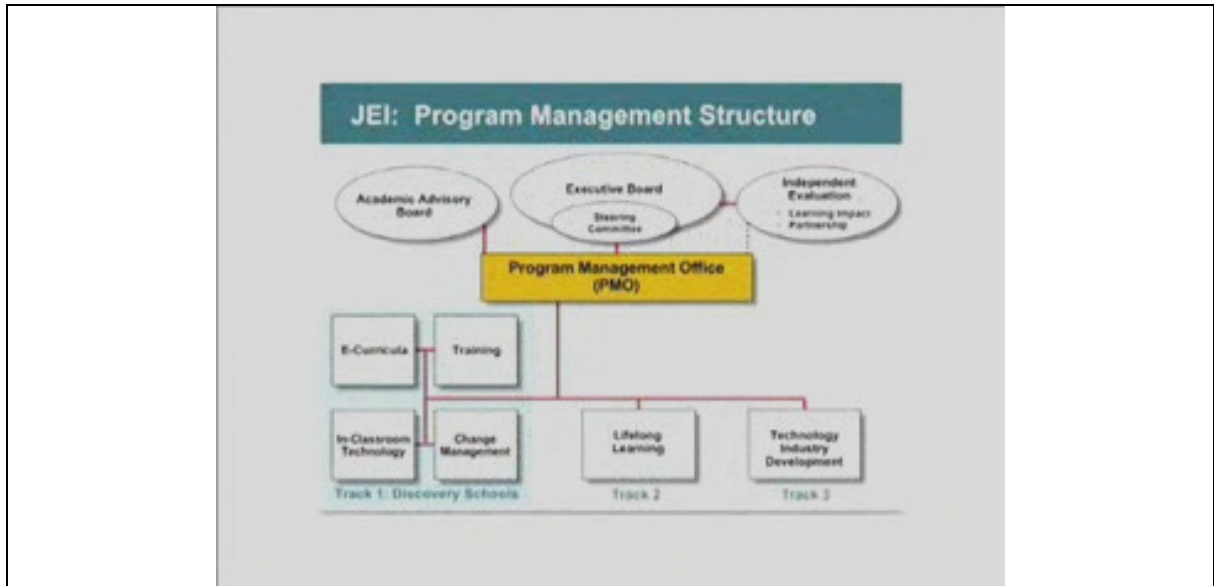 JEI: Program Management Structure
Academic Advisory
Board
Executive Board
Steering
Committee
Independent
Evaluation
Learning Impact
Partnership
Program Management Office
(PMO)
E-Curricula
Training
In-Classroom
Technology
Change
Management
Track 1: Discovery Schools
Lifelong
Learning
Track 2
Technology
Industry
Development
Track 3